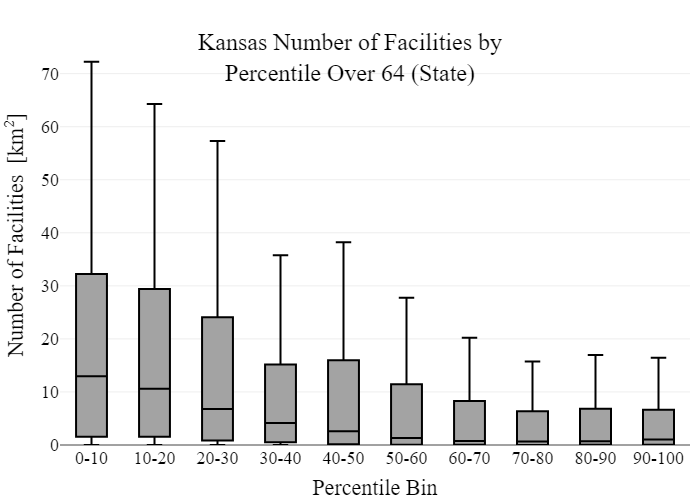 Kansas Number of Facilities by
Percentile Over 64 (State)
Number of Facilities [km²]
70
60
50
40
30
20
10
0
0-10 10-20 20-30 30-40 40-50 50-60 60-70 70-80 80-90 90-100
Percentile Bin